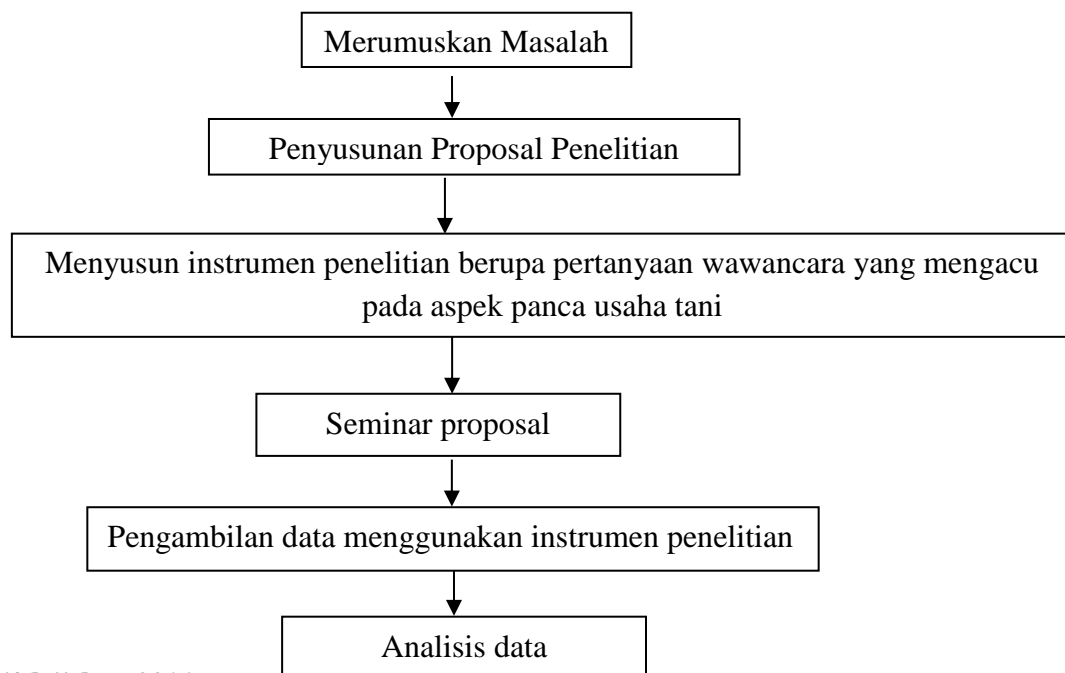 Merumuskan Masalah
Penyusunan Proposal Penelitian
Menyusun instrumen penelitian berupa pertanyaan wawancara yang mengacu
pada aspek panca usaha tani
Seminar proposal
Pengambilan data menggunakan instrumen penelitian
Analisis data